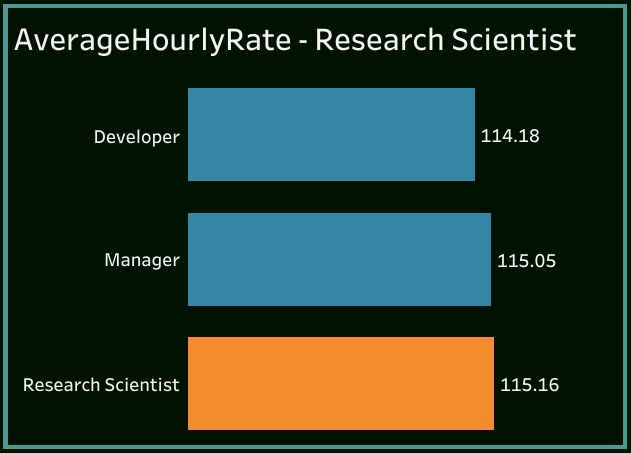 AverageHourlyRate - Research Scientist
Developer 114.18
Manager 115.05
Research Scientist 115.16